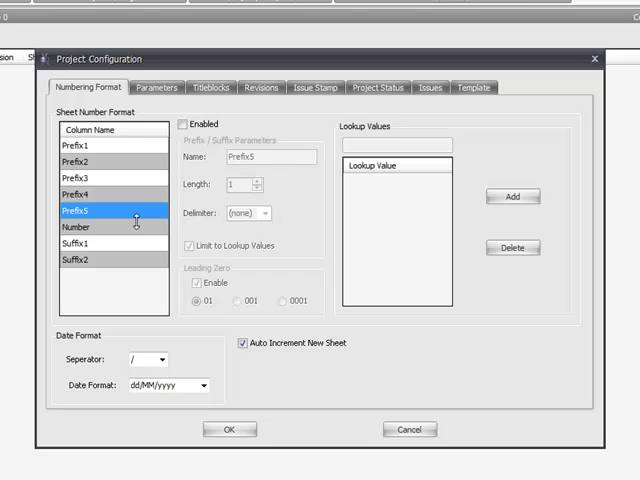 e 0
sion
Project Configuration
X
Numbering Format
Parameters
Titleblocks
Revisions
Issue Stamp
Project Status
Issues
Template
Sheet Number Format
Column Name
Prefix1
Prefix2
Prefix3
Prefix4
Prefix5
Number
Suffix1
Suffix2
Enabled
Prefix / Suffix Parameters
Name:
Prefix5
Length:
1
Delimiter:
(none)
Limit to Lookup Values
Leading Zero
Enable
01
001
0001
Lookup Values
Lookup Value
Add
Delete
Date Format
Seperator:
/
Date Format:
dd/MM/yyyy
Auto Increment New Sheet
OK
Cancel